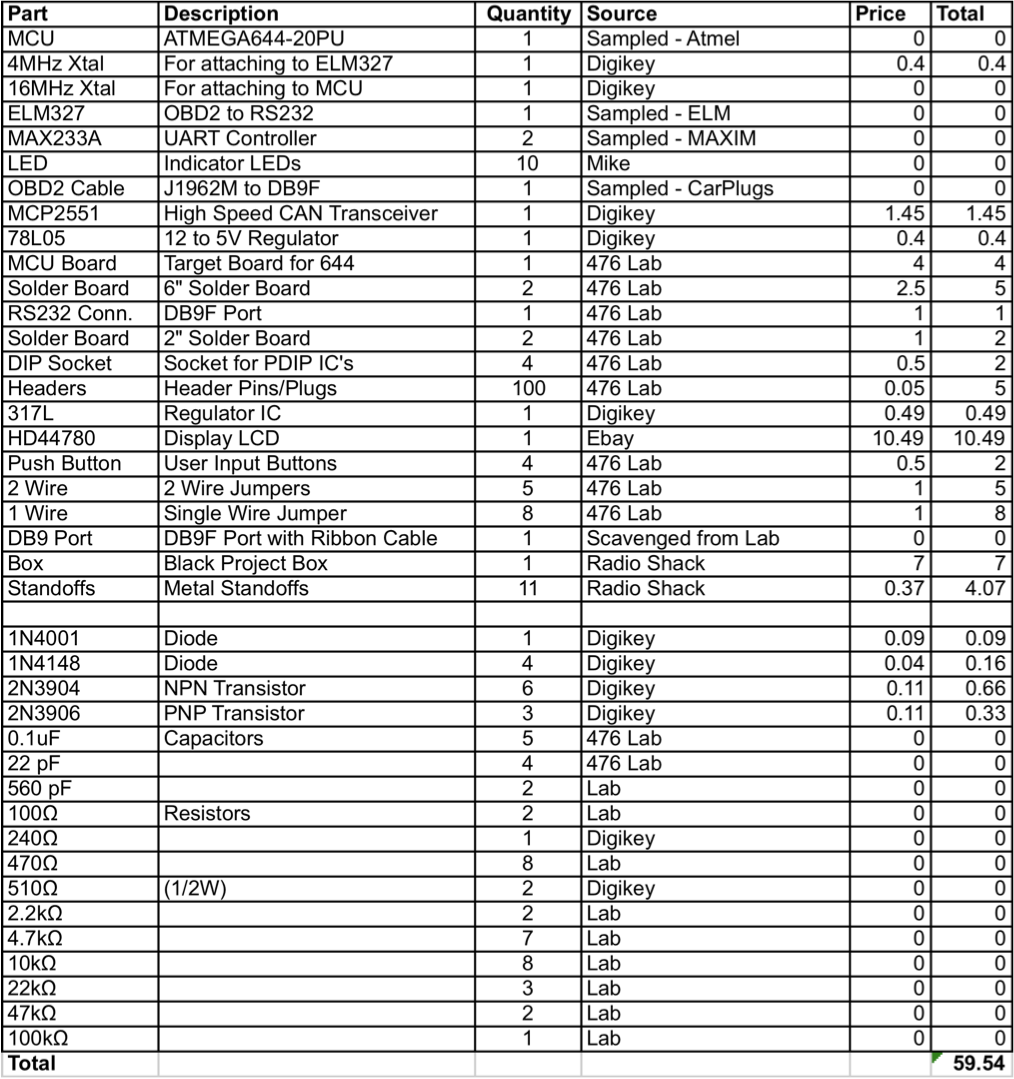 Part Description Quantity Source Price Total
MCU ATMEGA644-20PU 1 Sampled - Atmel 0 0
4MHz Xtal For attaching to ELM327 1 Digikey 0.4 0.4
16MHz Xtal For attaching to MCU 1 Digikey 0 0
ELM327 OBD2 to RS232 1 Sampled - ELM 0 0
MAX233A UART Controller 2 Sampled - MAXIM 0 0
LED Indicator LEDs 10 Mike 0 0
OBD2 Cable J1962M to DB9F 1 Sampled - CarPlugs 0 0
MCP2551 High Speed CAN Transceiver 1 Digikey 1.45 1.45
78L05 12 to 5V Regulator 1 Digikey 0.4 0.4
MCU Board Target Board for 644 1 476 Lab 4 4
Solder Board 6" Solder Board 2 476 Lab 2.5 5
RS232 Conn. DB9F Port 1 476 Lab 1 1
Solder Board 2" Solder Board 2 476 Lab 1 2
DIP Socket Socket for PDIP IC's 4 476 Lab 0.5 2
Headers Header Pins/Plugs 100 476 Lab 0.05 5
317L Regulator IC 1 Digikey 0.49 0.49
HD44780 Display LCD 1 Ebay 10.49 10.49
Push Button User Input Buttons 4 476 Lab 0.5 2
2 Wire 2 Wire Jumpers 5 476 Lab 1 5
1 Wire Single Wire Jumper 8 476 Lab 1 8
DB9 Port DB9F Port with Ribbon Cable 1 Scavenged from Lab 0 0
Box Black Project Box 1 Radio Shack 7 7
Standoffs Metal Standoffs 11 Radio Shack 0.37 4.07
1N4001 Diode 1 Digikey 0.09 0.09
1N4148 Diode 4 Digikey 0.04 0.16
2N3904 NPN Transistor 6 Digikey 0.11 0.66
2N3906 PNP Transistor 3 Digikey 0.11 0.33
0.1uF Capacitors 5 476 Lab 0 0
22 pF 4 476 Lab 0 0
560 pF 2 Lab 0 0
100Ω Resistors 2 Lab 0 0
240Ω 1 Digikey 0 0
470Ω 8 Lab 0 0
510Ω (1/2W) 2 Digikey 0 0
2.2kΩ 2 Lab 0 0
4.7kΩ 7 Lab 0 0
10kΩ 8 Lab 0 0
22kΩ 3 Lab 0 0
47kΩ 2 Lab 0 0
100kΩ 1 Lab 0 0
Total 59.54